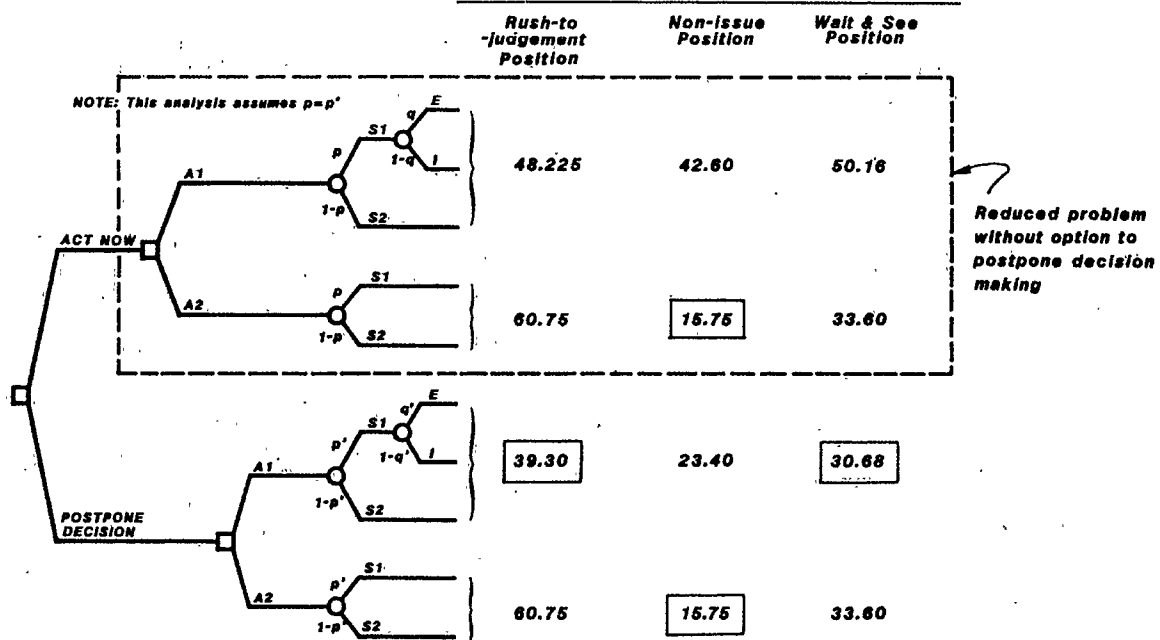 Rush-to
-judgement
Position
Non-issue
Position
Wait & See
Position
NOTE: This analysis assumes p=p'
ACT NOW
A1
p
1-p
S1
q
E
1-q
I
S2
48.225
42.60
50.16
A2
p
1-p
S1
S2
60.75
15.75
33.60
Reduced problem
without option to
postpone decision
making
POSTPONE
DECISION
A1
p'
1-p'
S1
q'
E
1-q'
I
S2
39.30
23.40
30.68
A2
p'
1-p'
S1
S2
60.75
15.75
33.60